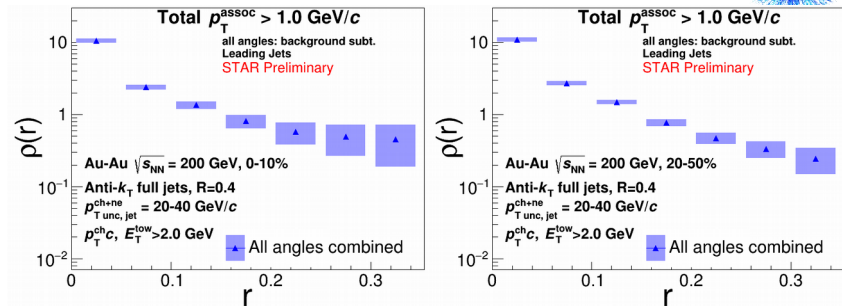 Total p_T^assoc > 1.0 GeV/c
all angles: background subt.
Leading Jets
STAR Preliminary
10
1
10⁻¹
10⁻²
ρ(r)
Au-Au √s_NN = 200 GeV, 0-10%
Anti-k_T full jets, R=0.4
p_T unc, jet^ch+ne = 20-40 GeV/c
p_T^ch c, E_T^tow>2.0 GeV
All angles combined
0 0.1 0.2 0.3
r
Total p_T^assoc > 1.0 GeV/c
all angles: background subt.
Leading Jets
STAR Preliminary
10
1
10⁻¹
10⁻²
ρ(r)
Au-Au √s_NN = 200 GeV, 20-50%
Anti-k_T full jets, R=0.4
p_T unc, jet^ch+ne = 20-40 GeV/c
p_T^ch c, E_T^tow>2.0 GeV
All angles combined
0 0.1 0.2 0.3
r